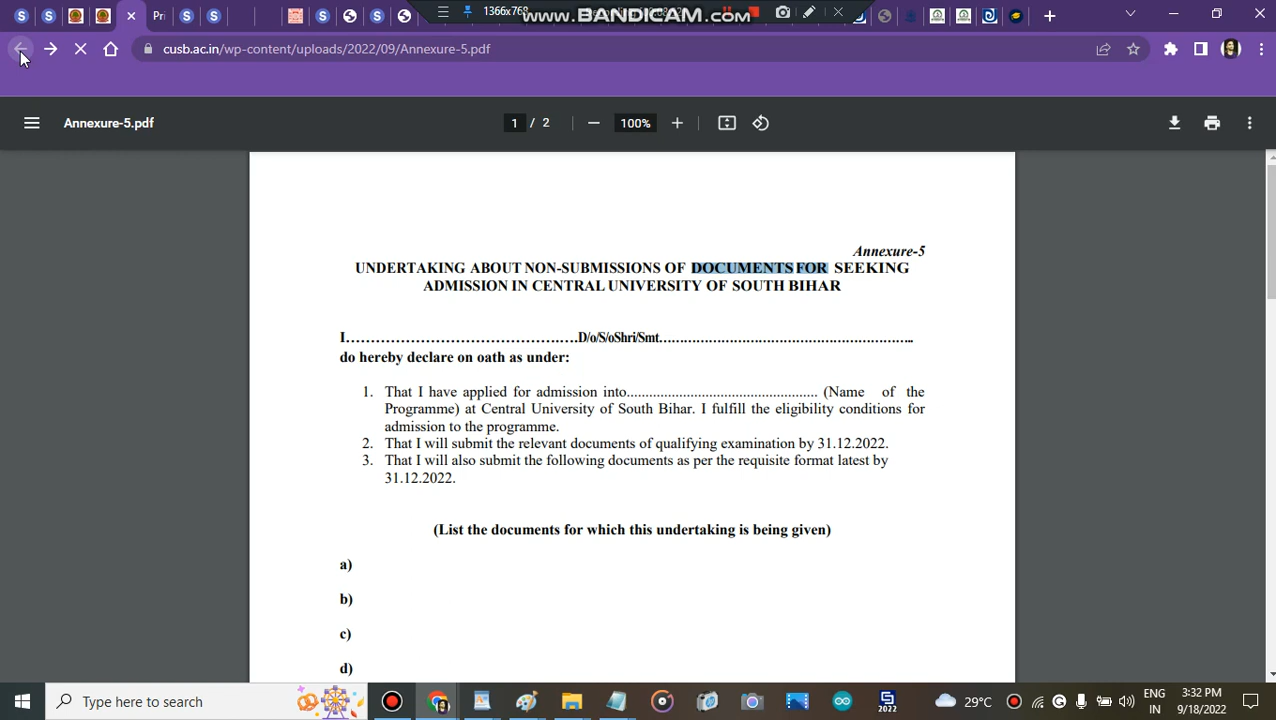 1366x768
www.BANDICAM.com
Pri
cusb.ac.in/wp-content/uploads/2022/09/Annexure-5.pdf
Annexure-5.pdf
1 / 2
100%
Annexure-5
UNDERTAKING ABOUT NON-SUBMISSIONS OF DOCUMENTS FOR SEEKING
ADMISSION IN CENTRAL UNIVERSITY OF SOUTH BIHAR
I……………………………………….….D/o/S/oShri/Smt……………………………………………..
do hereby declare on oath as under:
1. That I have applied for admission into................................................. (Name of the
Programme) at Central University of South Bihar. I fulfill the eligibility conditions for
admission to the programme.
2. That I will submit the relevant documents of qualifying examination by 31.12.2022.
3. That I will also submit the following documents as per the requisite format latest by
31.12.2022.
(List the documents for which this undertaking is being given)
a)
b)
c)
d)
Type here to search
2022
29°C
ENG
IN
3:32 PM
9/18/2022